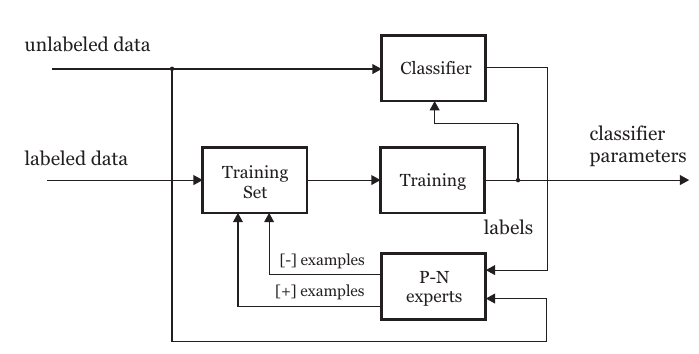 unlabeled data
Classifier
classifier
parameters
labeled data
Training
Set
Training
labels
[-] examples
[+] examples
P-N
experts